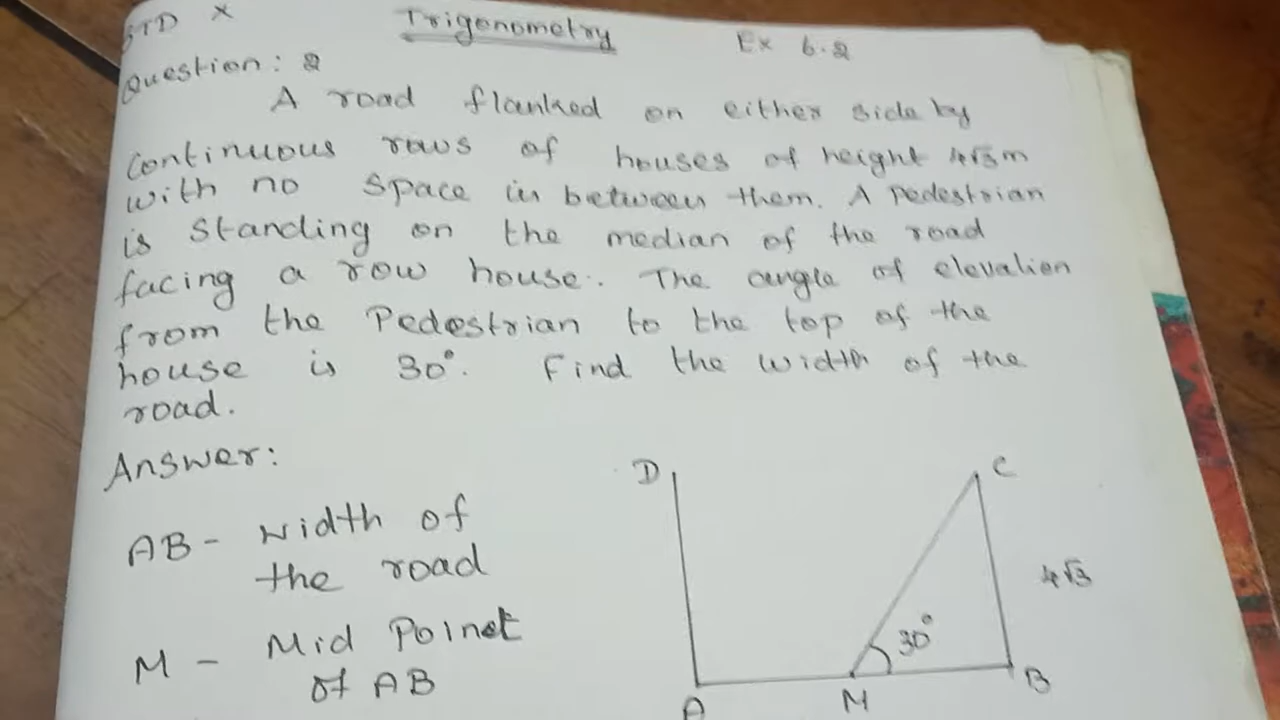 STD X
Trigonometry
Ex 6.2
Question: 2
A road flanked on either side by
continuous rows of houses of height 4√3m
with no space in between them. A Pedestrian
is standing on the median of the road
facing a row house. The angle of elevation
from the Pedestrian to the top of the
house is 30°. Find the width of the
road.
Answer:
AB - width of
the road
M - Mid Poinet
of AB
D
C
4√3
30°
A
M
B